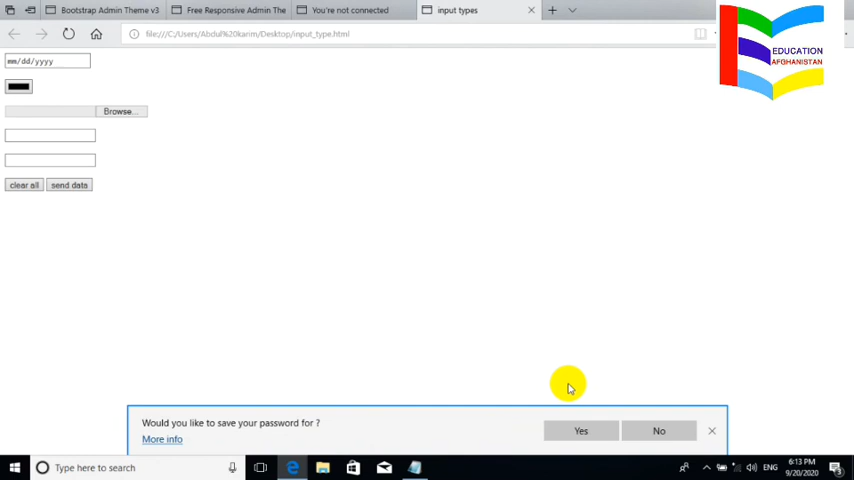 Bootstrap Admin Theme v3
Free Responsive Admin The
You're not connected
input types
file:///C:/Users/Abdul%20karim/Desktop/input_type.html
EDUCATION
AFGHANISTAN
mm/dd/yyyy
Browse...
clear all
send data
Would you like to save your password for ?
More info
Yes
No
Type here to search
ENG
6:13 PM
9/20/2020
3